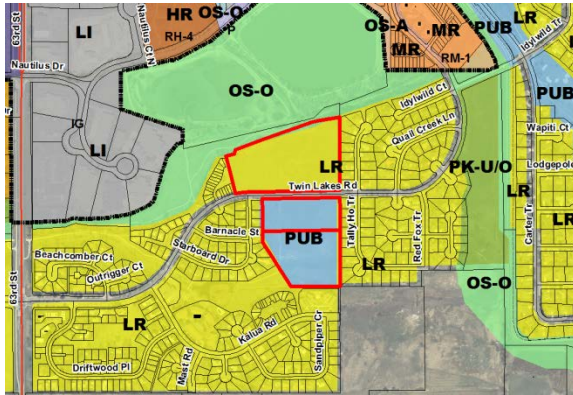 HR
OS-O
OS-A
PUB
LR
63rd St
LI
Nautilus Ct N
RH-4
MR
MR
RM-1
Idylwild Tr
Nautilus Dr
OS-O
PUB
Idylwild Ct
Wapiti Ct
Quail Creek Ln
IG
LI
PK-U/O
Lodgepole
LR
LR
Twin Lakes Rd
Carter Tr
LR
Tally Ho Tr
Red Fox Tr
Barnacle St
PUB
Starboard Dr
Beachcomber Ct
LR
Outrigger Ct
OS-O
63rd St
LR
Kalua Rd
Sandpiper Cr
Mast Rd
Driftwood Pl